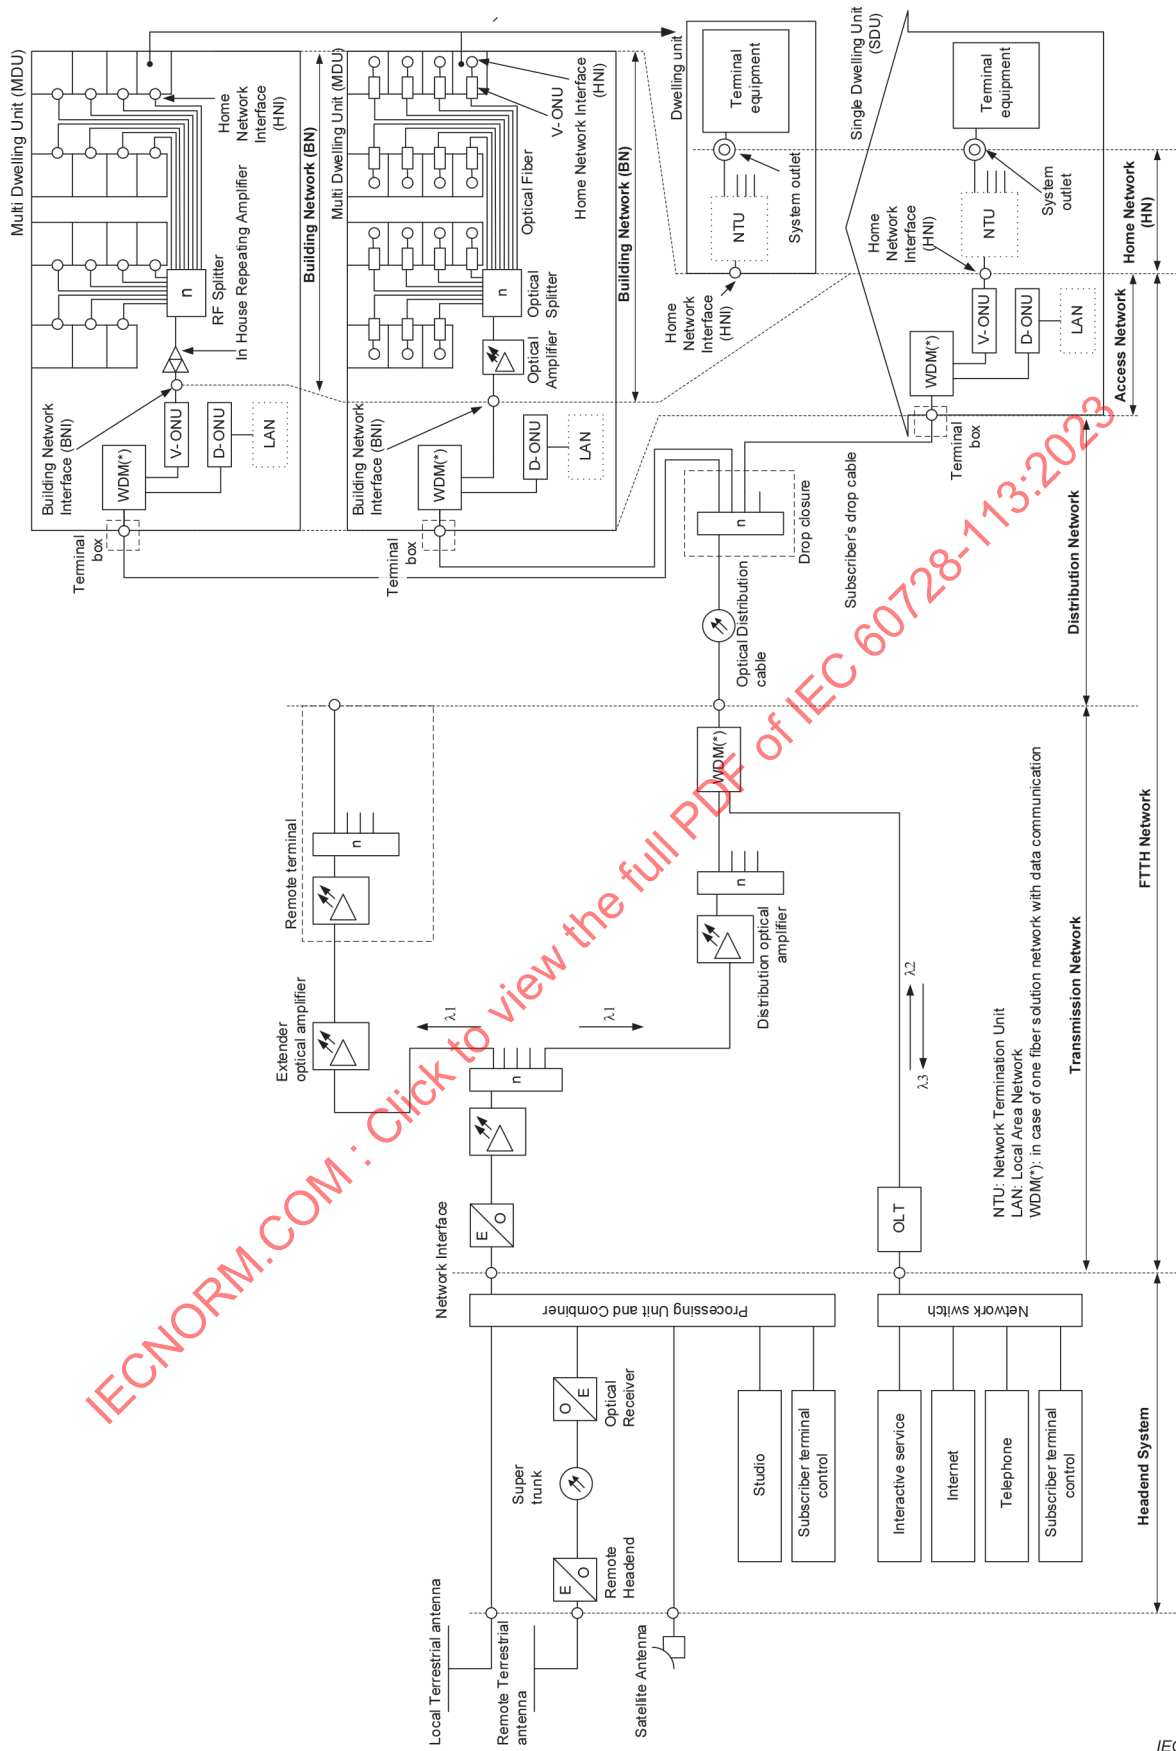 Multi Dwelling Unit (MDU)
Home
Network
Interface
(HNI)
In House Repeating Amplifier
RF Splitter
n
Building Network (BN)
Building Network
Interface (BNI)
V-ONU
D-ONU
LAN
WDM(*)
Terminal
box
Multi Dwelling Unit (MDU)
Home Network Interface
(HNI)
V-ONU
Optical Fiber
Home Network Interface (HNI)
Optical
Splitter
n
Optical
Amplifier
Building Network (BN)
Building Network
Interface (BNI)
D-ONU
LAN
WDM(*)
Terminal
box
Dwelling unit
Terminal
equipment
System outlet
NTU
Home
Network
Interface
(HNI)
Single Dwelling Unit
(SDU)
Terminal
equipment
System
outlet
NTU
Home
Network
Interface
(HNI)
V-ONU
D-ONU
LAN
WDM(*)
Terminal
box
Home Network
(HN)
Access Network
Distribution Network
Transmission Network
FTTH Network
Headend System
n
Drop closure
Subscriber's drop cable
Optical Distribution
cable
WDM(*)
Remote terminal
n
Extender
optical amplifier
λ1
λ1
n
n
Distribution optical
amplifier
λ2
λ3
NTU: Network Termination Unit
LAN: Local Area Network
WDM(*): in case of one fiber solution network with data communication
Network Interface
E
O
OLT
Processing Unit and Combiner
Network switch
O
E
Optical
Receiver
Super
trunk
E
O
Remote
Headend
Studio
Subscriber terminal
control
Interactive service
Internet
Telephone
Subscriber terminal
control
Local Terrestrial antenna
Remote Terrestrial
antenna
Satellite Antenna
IECNORM.COM : Click to view the full PDF of IEC 60728-113:2023
IEC